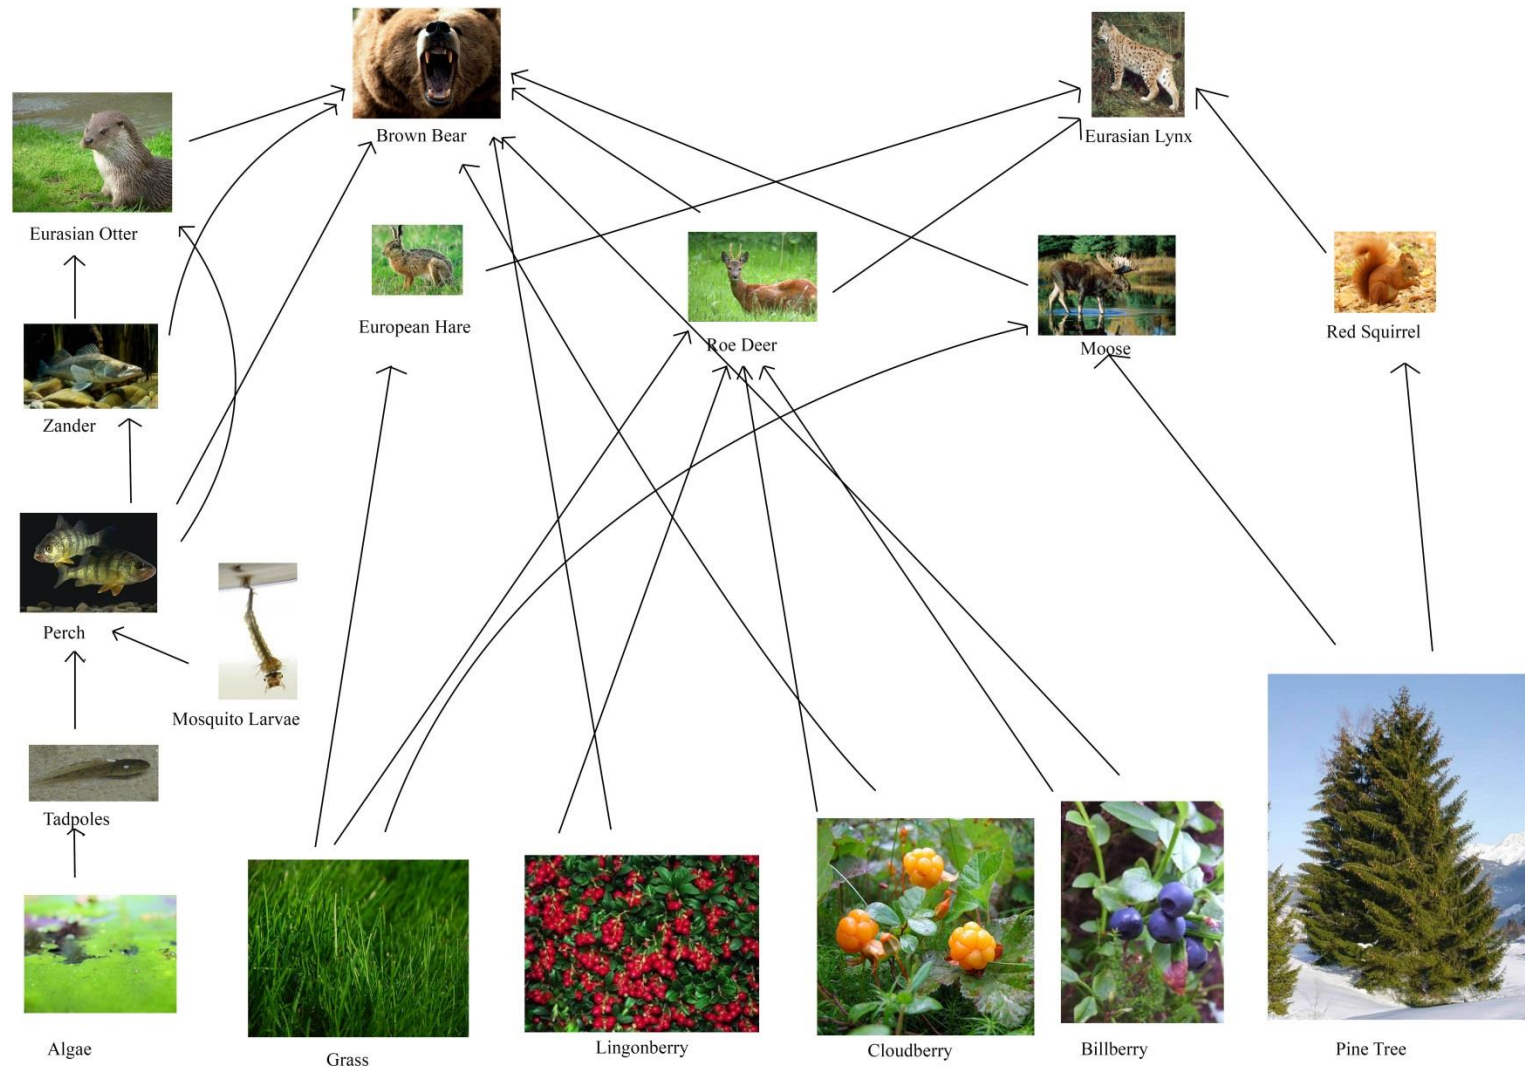 Brown Bear
Eurasian Lynx
Eurasian Otter
European Hare
Roe Deer
Moose
Red Squirrel
Zander
Perch
Mosquito Larvae
Tadpoles
Algae
Grass
Lingonberry
Cloudberry
Billberry
Pine Tree